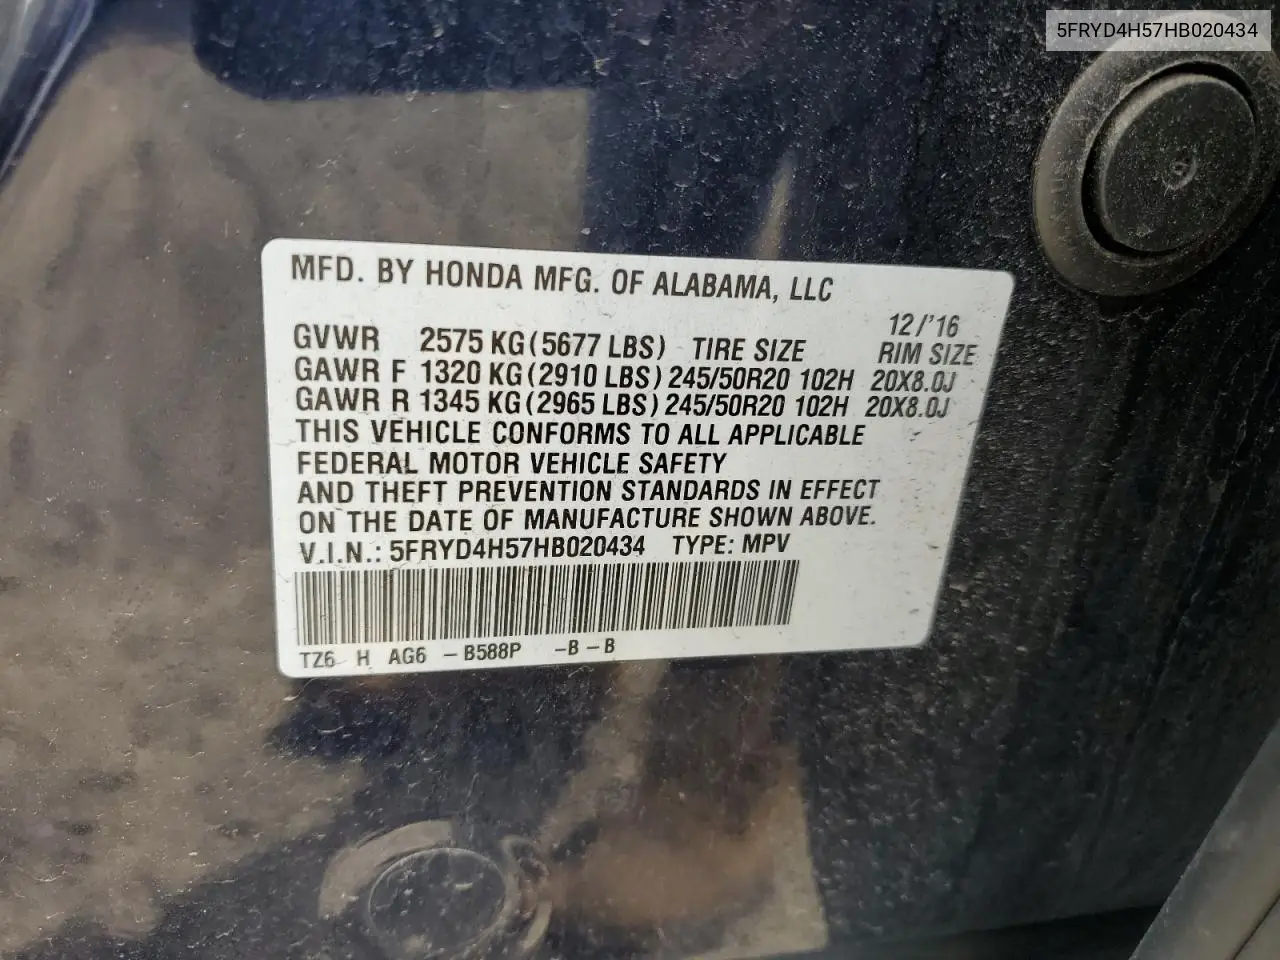 5FRYD4H57HB020434
MFD. BY HONDA MFG. OF ALABAMA, LLC
12/'16
GVWR 2575 KG(5677 LBS) TIRE SIZE RIM SIZE
GAWR F 1320 KG(2910 LBS) 245/50R20 102H 20X8.0J
GAWR R 1345 KG(2965 LBS) 245/50R20 102H 20X8.0J
THIS VEHICLE CONFORMS TO ALL APPLICABLE
FEDERAL MOTOR VEHICLE SAFETY
AND THEFT PREVENTION STANDARDS IN EFFECT
ON THE DATE OF MANUFACTURE SHOWN ABOVE.
V.I.N.: 5FRYD4H57HB020434 TYPE: MPV
TZ6 H AG6 -B588P -B-B